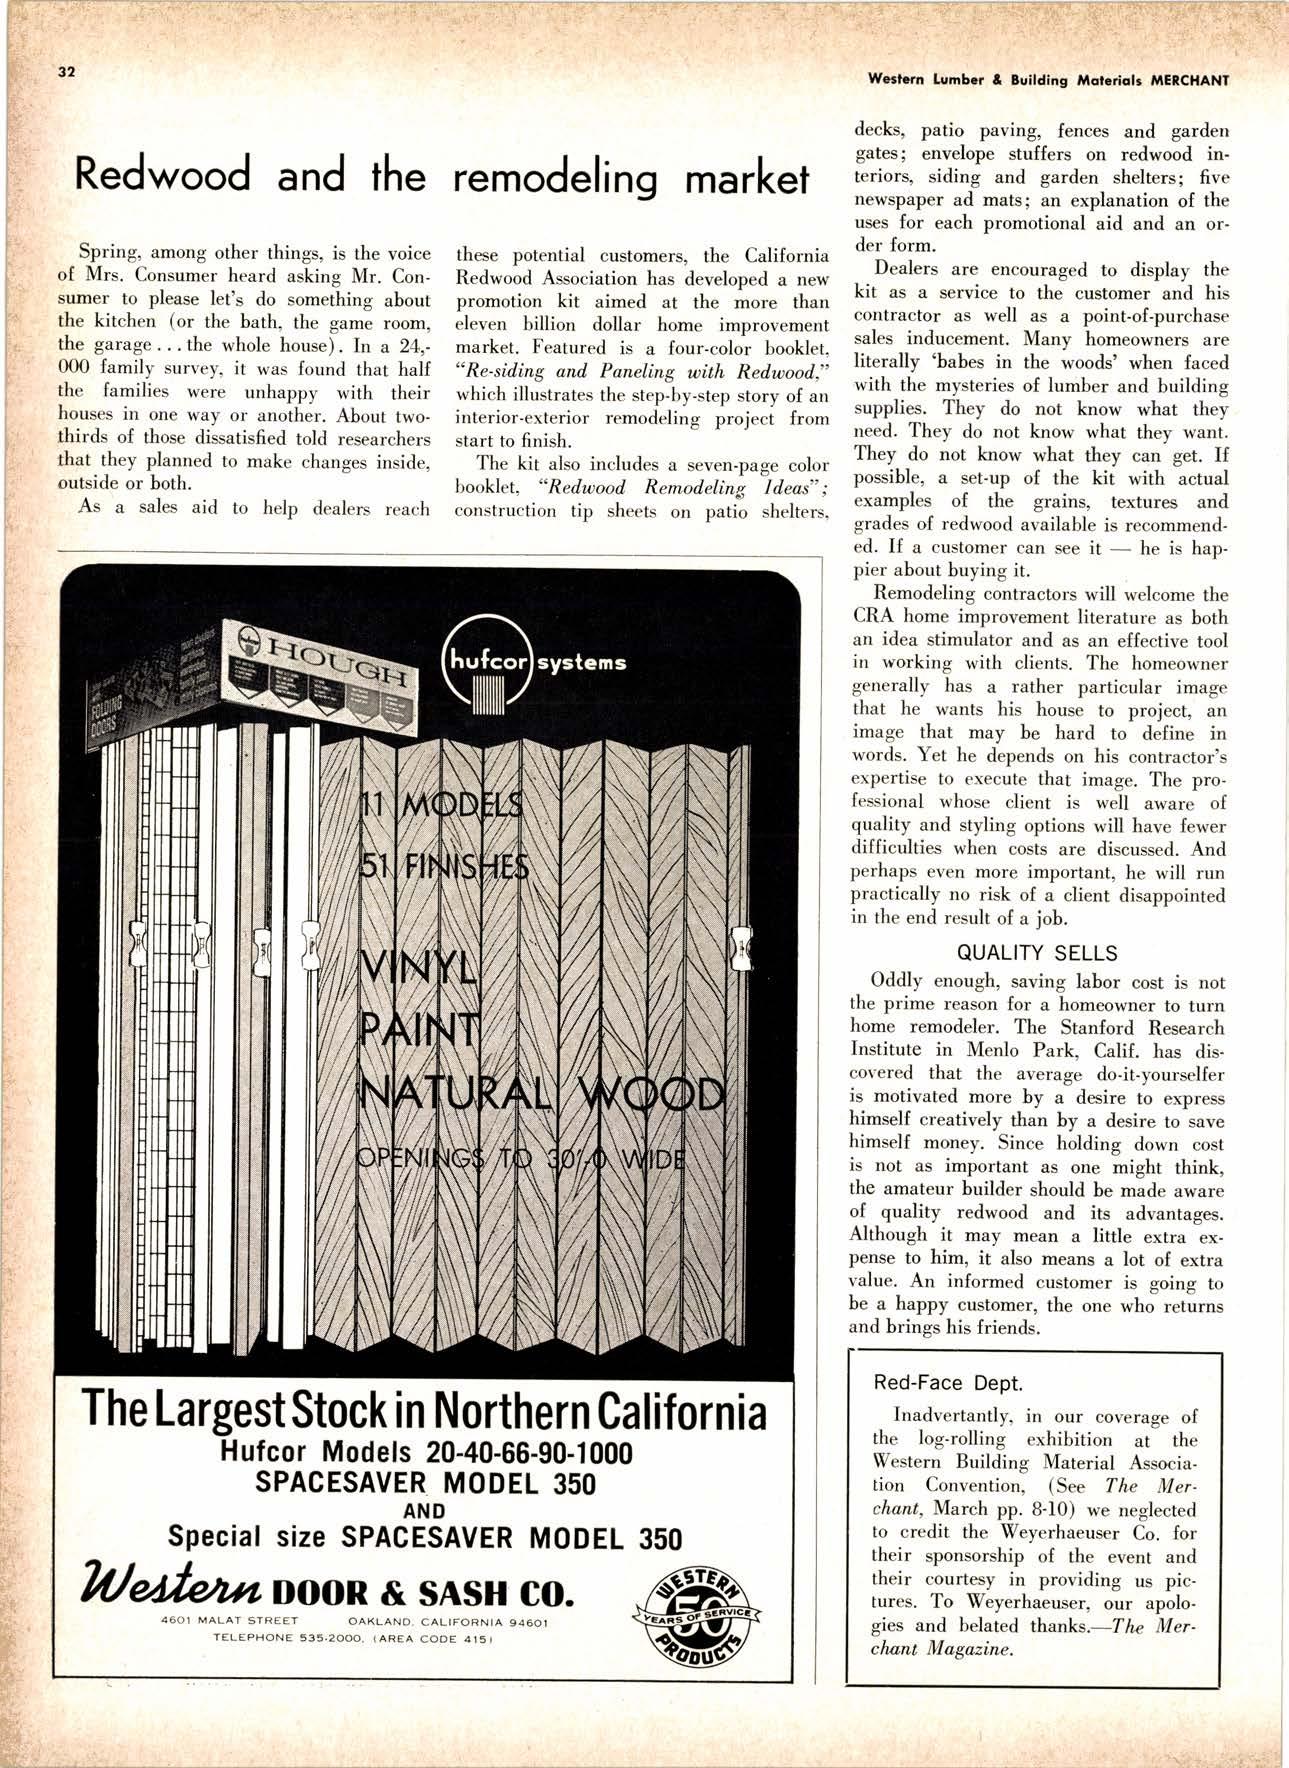 32
Western Lumber & Building Materials MERCHANT
Redwood and the remodeling market
Spring, among other things, is the voice
of Mrs. Consumer heard asking Mr. Con-
sumer to please let's do something about
the kitchen (or the bath, the game room,
the garage . . . the whole house). In a 24,-
000 family survey, it was found that half
the families were unhappy with their
houses in one way or another. About two-
thirds of those dissatisfied told researchers
that they planned to make changes inside,
outside or both.
As a sales aid to help dealers reach
these potential customers, the California
Redwood Association has developed a new
promotion kit aimed at the more than
eleven billion dollar home improvement
market. Featured is a four-color booklet,
"Re-siding and Paneling with Redwood,"
which illustrates the step-by-step story of an
interior-exterior remodeling project from
start to finish.
The kit also includes a seven-page color
booklet, "Redwood Remodeling Ideas";
construction tip sheets on patio shelters,
decks, patio paving, fences and garden
gates; envelope stuffers on redwood in-
teriors, siding and garden shelters; five
newspaper ad mats; an explanation of the
uses for each promotional aid and an or-
der form.
Dealers are encouraged to display the
kit as a service to the customer and his
contractor as well as a point-of-purchase
sales inducement. Many homeowners are
literally 'babes in the woods' when faced
with the mysteries of lumber and building
supplies. They do not know what they
need. They do not know what they want.
They do not know what they can get. If
possible, a set-up of the kit with actual
examples of the grains, textures and
grades of redwood available is recommend-
ed. If a customer can see it — he is hap-
pier about buying it.
Remodeling contractors will welcome the
CRA home improvement literature as both
an idea stimulator and as an effective tool
in working with clients. The homeowner
generally has a rather particular image
that he wants his house to project, an
image that may be hard to define in
words. Yet he depends on his contractor's
expertise to execute that image. The pro-
fessional whose client is well aware of
quality and styling options will have fewer
difficulties when costs are discussed. And
perhaps even more important, he will run
practically no risk of a client disappointed
in the end result of a job.
QUALITY SELLS
Oddly enough, saving labor cost is not
the prime reason for a homeowner to turn
home remodeler. The Stanford Research
Institute in Menlo Park, Calif. has dis-
covered that the average do-it-yourselfer
is motivated more by a desire to express
himself creatively than by a desire to save
himself money. Since holding down cost
is not as important as one might think,
the amateur builder should be made aware
of quality redwood and its advantages.
Although it may mean a little extra ex-
pense to him, it also means a lot of extra
value. An informed customer is going to
be a happy customer, the one who returns
and brings his friends.
Red-Face Dept.
Inadvertantly, in our coverage of
the log-rolling exhibition at the
Western Building Material Associa-
tion Convention, (See The Mer-
chant, March pp. 8-10) we neglected
to credit the Weyerhaeuser Co. for
their sponsorship of the event and
their courtesy in providing us pic-
tures. To Weyerhaeuser, our apolo-
gies and belated thanks.—The Mer-
chant Magazine.
FOLDING
DOORS
HOUGH
hufcor systems
11 MODELS
51 FINISHES
VINYL
PAINT
NATURAL WOOD
OPENINGS TO 30'-0 WIDE
The Largest Stock in Northern California
Hufcor Models 20-40-66-90-1000
SPACESAVER MODEL 350
AND
Special size SPACESAVER MODEL 350
Western DOOR & SASH CO.
4601 MALAT STREET OAKLAND, CALIFORNIA 94601
TELEPHONE 535-2000, (AREA CODE 415)
WESTERN
50
YEARS OF SERVICE
PRODUCTS